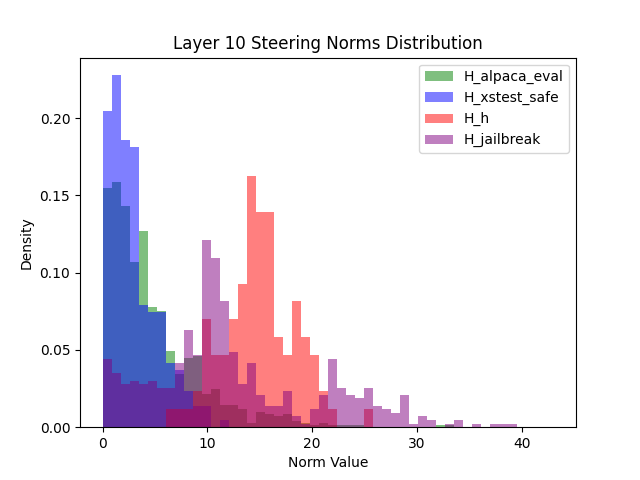 Layer 10 Steering Norms Distribution
H_alpaca_eval
H_xstest_safe
H_h
H_jailbreak
0.20
0.15
0.10
0.05
0.00
Density
0 10 20 30 40
Norm Value